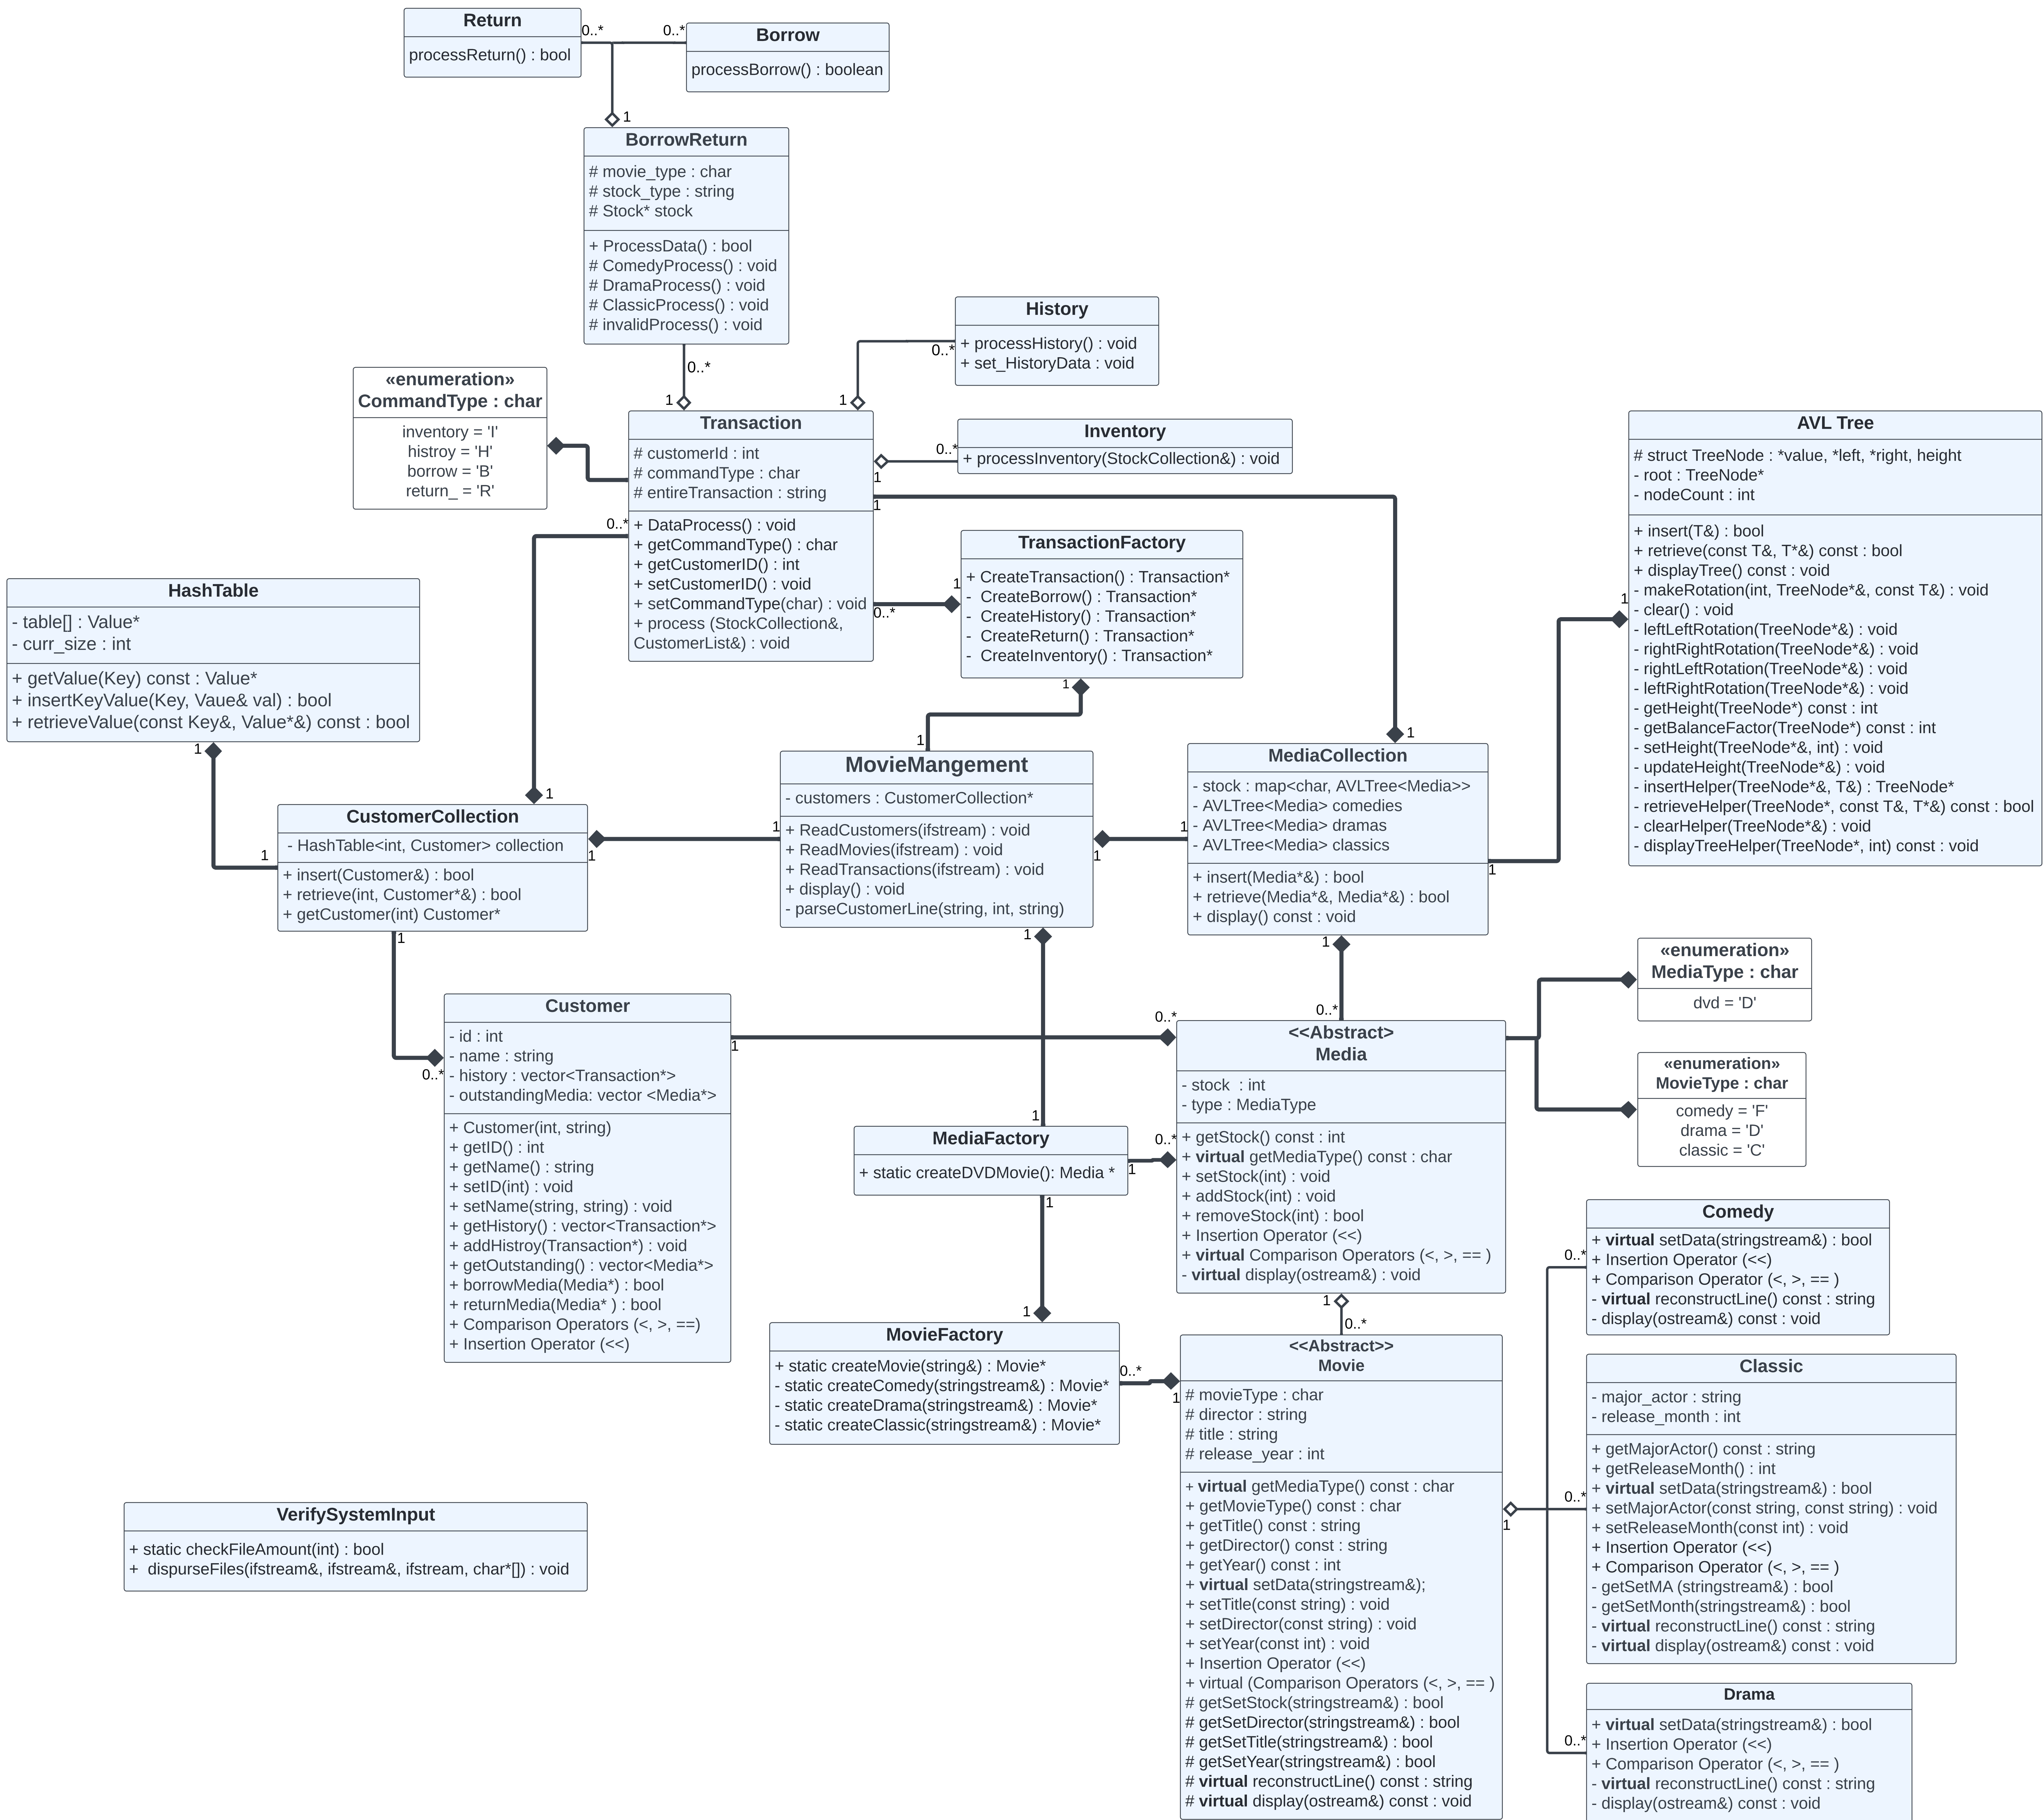 Return
processReturn() : bool
0..*
0..*
Borrow
processBorrow() : boolean
1
BorrowReturn
# movie_type : char
# stock_type : string
# Stock* stock
+ ProcessData() : bool
# ComedyProcess() : void
# DramaProcess() : void
# ClassicProcess() : void
# invalidProcess() : void
0..*
1
History
+ processHistory() : void
+ set_HistoryData : void
0..*
1
«enumeration»
CommandType : char
inventory = 'I'
histroy = 'H'
borrow = 'B'
return_ = 'R'
Transaction
# customerId : int
# commandType : char
# entireTransaction : string
+ DataProcess() : void
+ getCommandType() : char
+ getCustomerID() : int
+ setCustomerID() : void
+ setCommandType(char) : void
+ process (StockCollection&,
CustomerList&) : void
Inventory
+ processInventory(StockCollection&) : void
0..*
1
1
0..*
TransactionFactory
+ CreateTransaction() : Transaction*
-  CreateBorrow() : Transaction*
-  CreateHistory() : Transaction*
-  CreateReturn() : Transaction*
-  CreateInventory() : Transaction*
1
0..*
1
AVL Tree
# struct TreeNode : *value, *left, *right, height
- root : TreeNode*
- nodeCount : int
+ insert(T&) : bool
+ retrieve(const T&, T*&) const : bool
+ displayTree() const : void
- makeRotation(int, TreeNode*&, const T&) : void
- clear() : void
- leftLeftRotation(TreeNode*&) : void
- rightRightRotation(TreeNode*&) : void
- rightLeftRotation(TreeNode*&) : void
- leftRightRotation(TreeNode*&) : void
- getHeight(TreeNode*) const : int
- getBalanceFactor(TreeNode*) const : int
- setHeight(TreeNode*&, int) : void
- updateHeight(TreeNode*&) : void
- insertHelper(TreeNode*&, T&) : TreeNode*
- retrieveHelper(TreeNode*, const T&, T*&) const : bool
- clearHelper(TreeNode*&) : void
- displayTreeHelper(TreeNode*, int) const : void
1
HashTable
- table[] : Value*
- curr_size : int
+ getValue(Key) const : Value*
+ insertKeyValue(Key, Vaue& val) : bool
+ retrieveValue(const Key&, Value*&) const : bool
1
1
1
CustomerCollection
- HashTable<int, Customer> collection
+ insert(Customer&) : bool
+ retrieve(int, Customer*&) : bool
+ getCustomer(int) Customer*
1
1
1
1
MovieMangement
- customers : CustomerCollection*
+ ReadCustomers(ifstream) : void
+ ReadMovies(ifstream) : void
+ ReadTransactions(ifstream) : void
+ display() : void
- parseCustomerLine(string, int, string)
1
1
1
MediaCollection
- stock : map<char, AVLTree<Media>>
- AVLTree<Media> comedies
- AVLTree<Media> dramas
- AVLTree<Media> classics
+ insert(Media*&) : bool
+ retrieve(Media*&, Media*&) : bool
+ display() const : void
1
1
1
0..*
«enumeration»
MediaType : char
dvd = 'D'
«enumeration»
MovieType : char
comedy = 'F'
drama = 'D'
classic = 'C'
0..*
Customer
- id : int
- name : string
- history : vector<Transaction*>
- outstandingMedia: vector <Media*>
+ Customer(int, string)
+ getID() : int
+ getName() : string
+ setID(int) : void
+ setName(string, string) : void
+ getHistory() : vector<Transaction*>
+ addHistroy(Transaction*) : void
+ getOutstanding() : vector<Media*>
+ borrowMedia(Media*) : bool
+ returnMedia(Media* ) : bool
+ Comparison Operators (<, >, ==)
+ Insertion Operator (<<)
1
0..*
<<Abstract>
Media
- stock  : int
- type : MediaType
+ getStock() const : int
+ virtual getMediaType() const : char
+ setStock(int) : void
+ addStock(int) : void
+ removeStock(int) : bool
+ Insertion Operator (<<)
+ virtual Comparison Operators (<, >, == )
- virtual display(ostream&) : void
1
MediaFactory
+ static createDVDMovie(): Media *
0..*
1
1
1
MovieFactory
+ static createMovie(string&) : Movie*
- static createComedy(stringstream&) : Movie*
- static createDrama(stringstream&) : Movie*
- static createClassic(stringstream&) : Movie*
0..*
1
1
0..*
<<Abstract>>
Movie
# movieType : char
# director : string
# title : string
# release_year : int
+ virtual getMediaType() const : char
+ getMovieType() const : char
+ getTitle() const : string
+ getDirector() const : string
+ getYear() const : int
+ virtual setData(stringstream&);
+ setTitle(const string) : void
+ setDirector(const string) : void
+ setYear(const int) : void
+ Insertion Operator (<<)
+ virtual (Comparison Operators (<, >, == )
# getSetStock(stringstream&) : bool
# getSetDirector(stringstream&) : bool
# getSetTitle(stringstream&) : bool
# getSetYear(stringstream&) : bool
# virtual reconstructLine() const : string
# virtual display(ostream&) const : void
1
0..*
Comedy
+ virtual setData(stringstream&) : bool
+ Insertion Operator (<<)
+ Comparison Operator (<, >, == )
- virtual reconstructLine() const : string
- display(ostream&) const : void
0..*
Classic
- major_actor : string
- release_month : int
+ getMajorActor() const : string
+ getReleaseMonth() : int
+ virtual setData(stringstream&) : bool
+ setMajorActor(const string, const string) : void
+ setReleaseMonth(const int) : void
+ Insertion Operator (<<)
+ Comparison Operator (<, >, == )
- getSetMA (stringstream&) : bool
- getSetMonth(stringstream&) : bool
- virtual reconstructLine() const : string
- virtual display(ostream&) const : void
0..*
Drama
+ virtual setData(stringstream&) : bool
+ Insertion Operator (<<)
+ Comparison Operator (<, >, == )
- virtual reconstructLine() const : string
- display(ostream&) const : void
VerifySystemInput
+ static checkFileAmount(int) : bool
+  dispurseFiles(ifstream&, ifstream&, ifstream, char*[]) : void